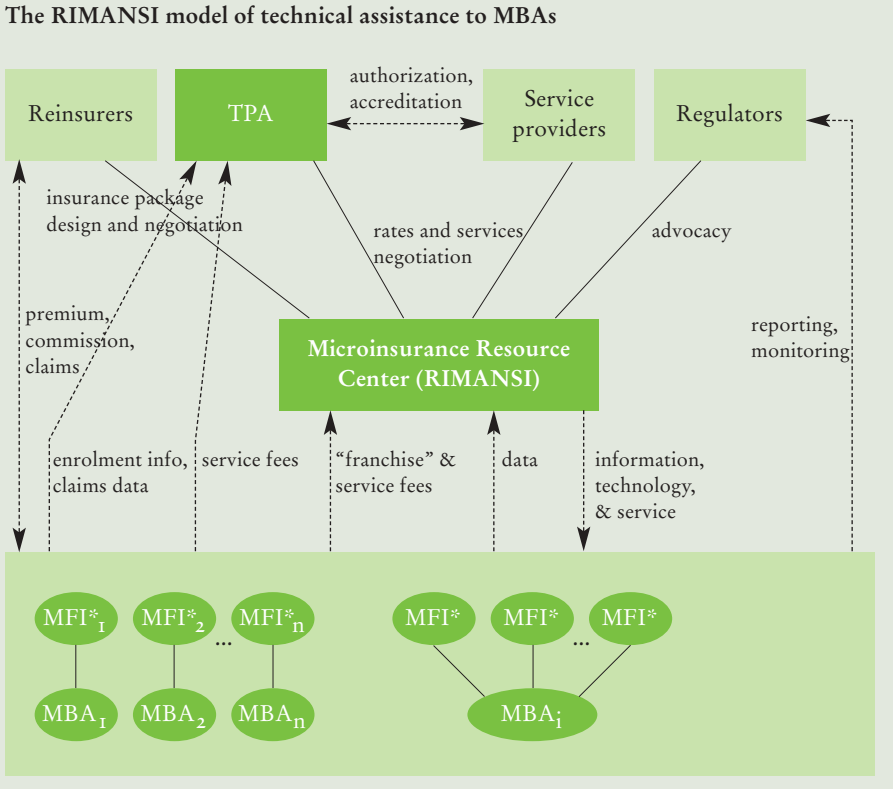 The RIMANSI model of technical assistance to MBAs
Reinsurers
TPA
authorization,
accreditation
Service
providers
Regulators
insurance package
design and negotiation
rates and services
negotiation
advocacy
premium,
commission,
claims
Microinsurance Resource
Center (RIMANSI)
reporting,
monitoring
enrolment info,
claims data
service fees
“franchise” &
service fees
data
information,
technology,
& service
MFI*1 MFI*2 ... MFI*n
MFI* MFI* ... MFI*
MBA1 MBA2 MBAn
MBAi